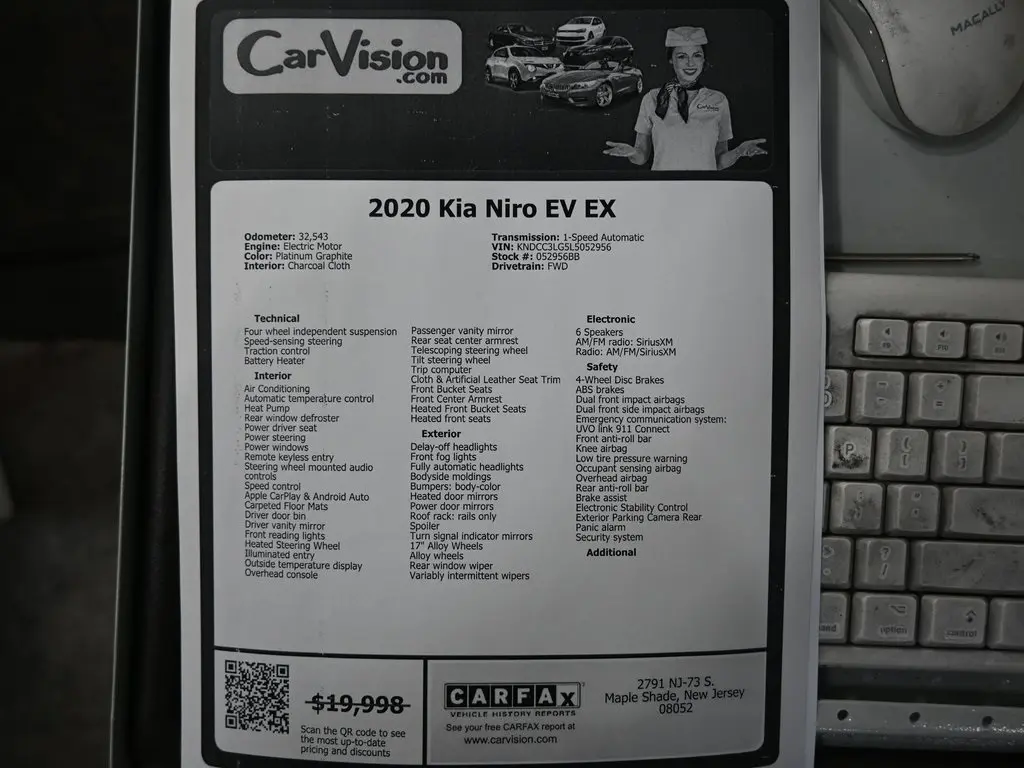 CarVision
.com
CarVision
MACALLY
2020 Kia Niro EV EX
Odometer: 32,543
Engine: Electric Motor
Color: Platinum Graphite
Interior: Charcoal Cloth
Transmission: 1-Speed Automatic
VIN: KNDCC3LG5L5052956
Stock #: 052956BB
Drivetrain: FWD
Technical
Four wheel independent suspension
Speed-sensing steering
Traction control
Battery Heater
Interior
Air Conditioning
Automatic temperature control
Heat Pump
Rear window defroster
Power driver seat
Power steering
Power windows
Remote keyless entry
Steering wheel mounted audio
controls
Speed control
Apple CarPlay & Android Auto
Carpeted Floor Mats
Driver door bin
Driver vanity mirror
Front reading lights
Heated Steering Wheel
Illuminated entry
Outside temperature display
Overhead console
Passenger vanity mirror
Rear seat center armrest
Telescoping steering wheel
Tilt steering wheel
Trip computer
Cloth & Artificial Leather Seat Trim
Front Bucket Seats
Front Center Armrest
Heated Front Bucket Seats
Heated front seats
Exterior
Delay-off headlights
Front fog lights
Fully automatic headlights
Bodyside moldings
Bumpers: body-color
Heated door mirrors
Power door mirrors
Roof rack: rails only
Spoiler
Turn signal indicator mirrors
17" Alloy Wheels
Alloy wheels
Rear window wiper
Variably intermittent wipers
Electronic
6 Speakers
AM/FM radio: SiriusXM
Radio: AM/FM/SiriusXM
Safety
4-Wheel Disc Brakes
ABS brakes
Dual front impact airbags
Dual front side impact airbags
Emergency communication system:
UVO link 911 Connect
Front anti-roll bar
Knee airbag
Low tire pressure warning
Occupant sensing airbag
Overhead airbag
Rear anti-roll bar
Brake assist
Electronic Stability Control
Exterior Parking Camera Rear
Panic alarm
Security system
Additional
$19,998
Scan the QR code to see
the most up-to-date
pricing and discounts
CARFAX
VEHICLE HISTORY REPORTS
See your free CARFAX report at
www.carvision.com
2791 NJ-73 S.
Maple Shade, New Jersey
08052
P
option
control